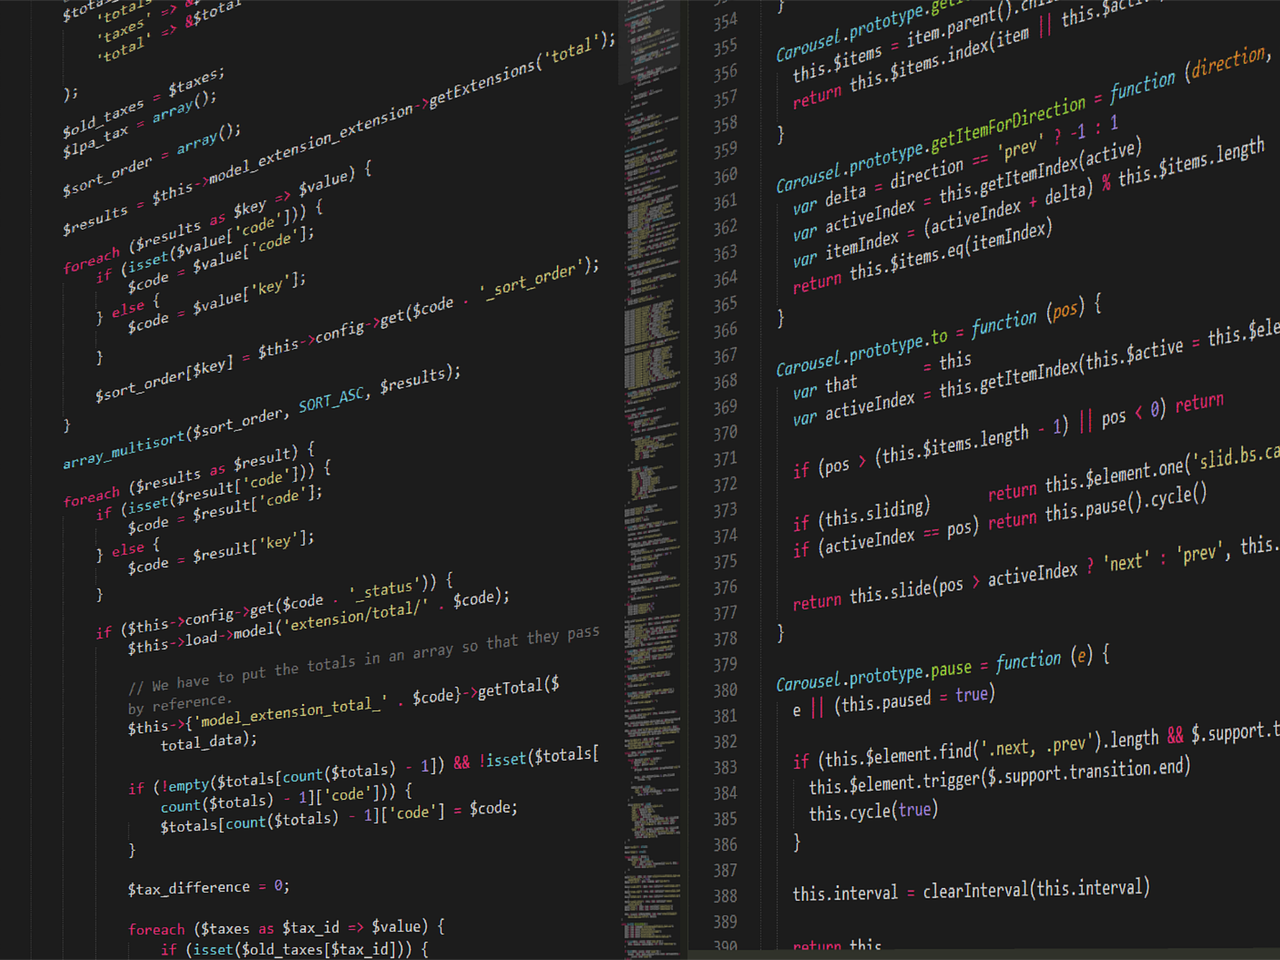 $total
'totals' => &$
'taxes' => &$total
'total' => &$total
);
$old_taxes = $taxes;
$lpa_tax = array();
$sort_order = array();
$results = $this->model_extension_extension->getExtensions('total');
foreach ($results as $key => $value) {
if (isset($value['code'])) {
$code = $value['code'];
} else {
$code = $value['key'];
}
$sort_order[$key] = $this->config->get($code . '_sort_order');
}
array_multisort($sort_order, SORT_ASC, $results);
foreach ($results as $result) {
if (isset($result['code'])) {
$code = $result['code'];
} else {
$code = $result['key'];
}
if ($this->config->get($code . '_status')) {
$this->load->model('extension/total/' . $code);
// We have to put the totals in an array so that they pass
by reference.
$this->{'model_extension_total_' . $code}->getTotal($
total_data);
if (!empty($totals[count($totals) - 1]) && !isset($totals[
count($totals) - 1]['code'])) {
$totals[count($totals) - 1]['code'] = $code;
}
$tax_difference = 0;
foreach ($taxes as $tax_id => $value) {
if (isset($old_taxes[$tax_id])) {
}
354
355 Carousel.prototype.get
356 this.$items = item.parent().chi
357 return this.$items.index(item || this.$act
358 }
359
360 Carousel.prototype.getItemForDirection = function (direction,
361 var delta = direction == 'prev' ? -1 : 1
362 var activeIndex = this.getItemIndex(active)
363 var itemIndex = (activeIndex + delta) % this.$items.length
364 return this.$items.eq(itemIndex)
365 }
366
367 Carousel.prototype.to = function (pos) {
368 var that = this
369 var activeIndex = this.getItemIndex(this.$active = this.$ele
370
371 if (pos > (this.$items.length - 1) || pos < 0) return
372
373 if (this.sliding) return this.$element.one('slid.bs.ca
374 if (activeIndex == pos) return this.pause().cycle()
375
376 return this.slide(pos > activeIndex ? 'next' : 'prev', this.
377 }
378
379 Carousel.prototype.pause = function (e) {
380 e || (this.paused = true)
381
382 if (this.$element.find('.next, .prev').length && $.support.t
383 this.$element.trigger($.support.transition.end)
384 this.cycle(true)
385 }
386
387 this.interval = clearInterval(this.interval)
388
389 return this
390